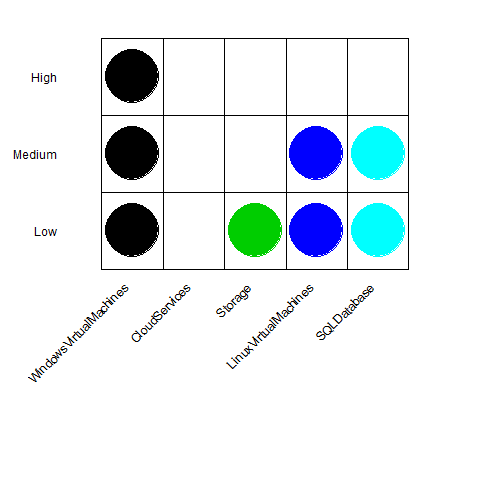 High
Medium
Low
WindowsVirtualMachines
CloudServices
Storage
LinuxVirtualMachines
SQLDatabase